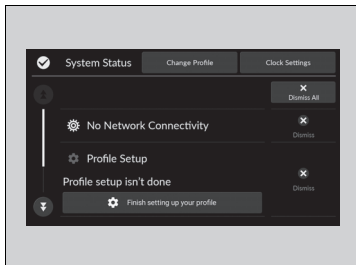 System Status
Change Profile
Clock Settings
Dismiss All
No Network Connectivity
Dismiss
Profile Setup
Profile setup isn't done
Dismiss
Finish setting up your profile